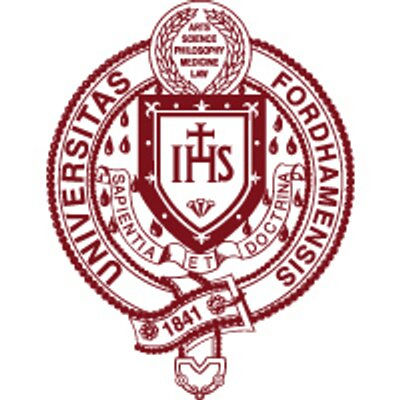 ARTS
SCIENCE
PHILOSOPHY
MEDICINE
LAW
UNIVERSITAS
FORDHAMENSIS
IHS
SAPIENTIA
ET
DOCTRINA
1841